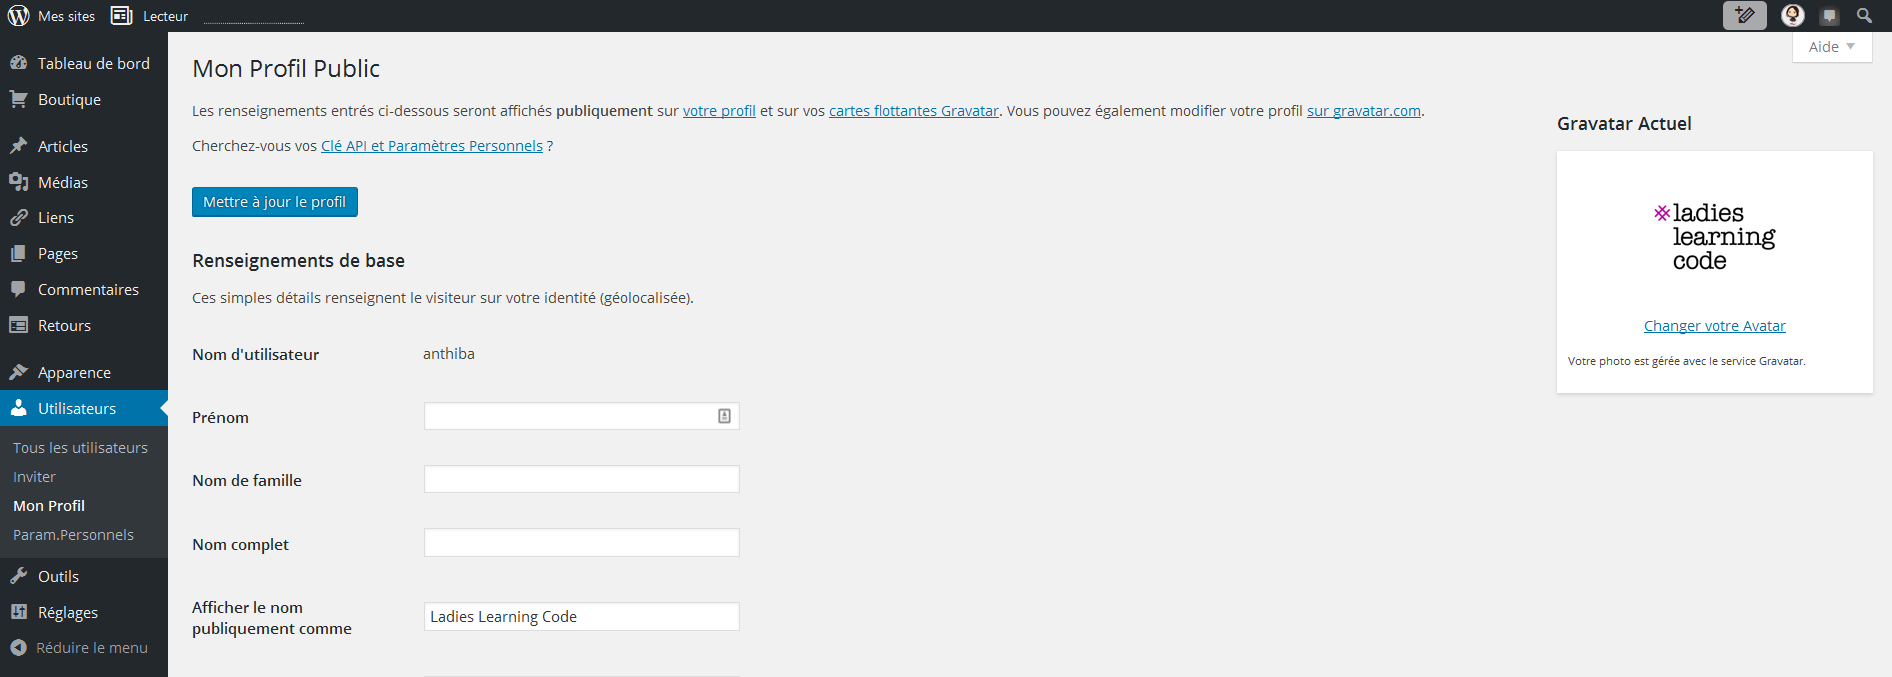 Mes sites
Lecteur
Aide
Tableau de bord
Boutique
Articles
Médias
Liens
Pages
Commentaires
Retours
Apparence
Utilisateurs
Tous les utilisateurs
Inviter
Mon Profil
Param.Personnels
Outils
Réglages
Réduire le menu
Mon Profil Public
Les renseignements entrés ci-dessous seront affichés publiquement sur votre profil et sur vos cartes flottantes Gravatar. Vous pouvez également modifier votre profil sur gravatar.com.
Cherchez-vous vos Clé API et Paramètres Personnels ?
Mettre à jour le profil
Renseignements de base
Ces simples détails renseignent le visiteur sur votre identité (géolocalisée).
Nom d'utilisateur anthiba
Prénom
Nom de famille
Nom complet
Afficher le nom
publiquement comme
Ladies Learning Code
Gravatar Actuel
ladies
learning
code
Changer votre Avatar
Votre photo est gérée avec le service Gravatar.